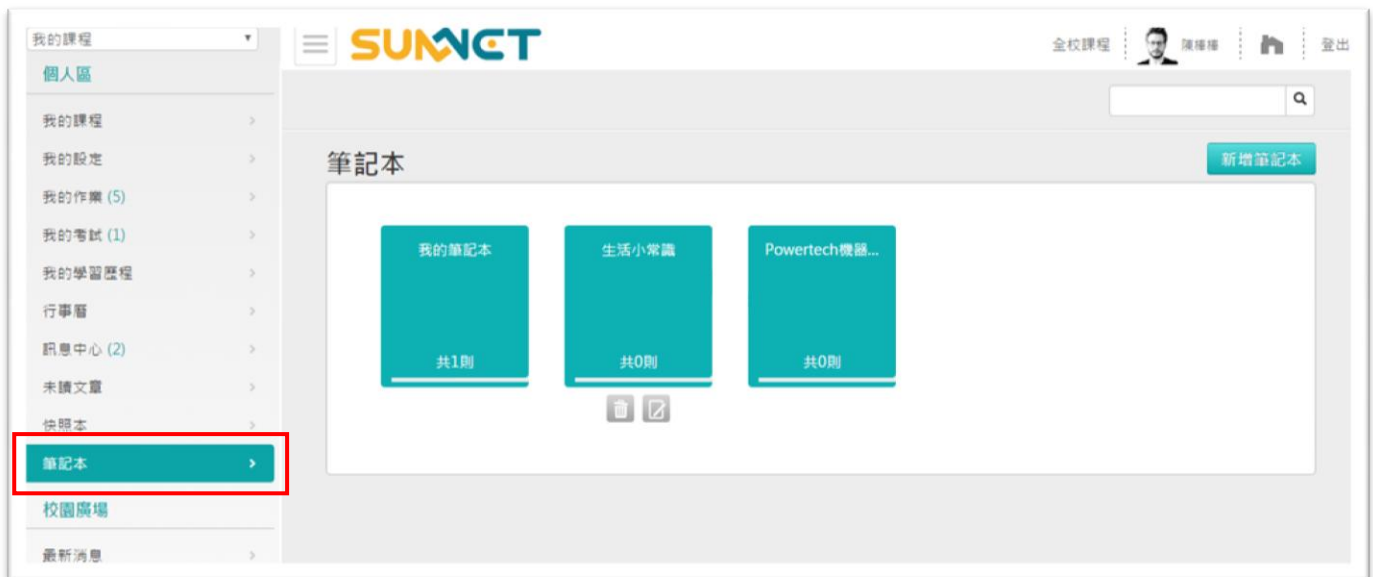 我的課程
個人區
我的課程
我的設定
我的作業 (5)
我的考試 (1)
我的學習歷程
行事曆
訊息中心 (2)
未讀文章
快照本
筆記本
校園廣場
最新消息
SUNNET
全校課程
登出
筆記本
新增筆記本
我的筆記本
共1則
生活小常識
共0則
Powertech機器...
共0則